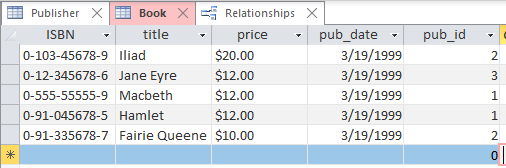 Publisher Book Relationships
ISBN title price pub_date pub_id
0-103-45678-9 Iliad $20.00 3/19/1999 2
0-12-345678-6 Jane Eyre $12.00 3/19/1999 3
0-555-55555-9 Macbeth $12.00 3/19/1999 1
0-91-045678-5 Hamlet $12.00 3/19/1999 1
0-91-335678-7 Fairie Queene $10.00 3/19/1999 2
* 0